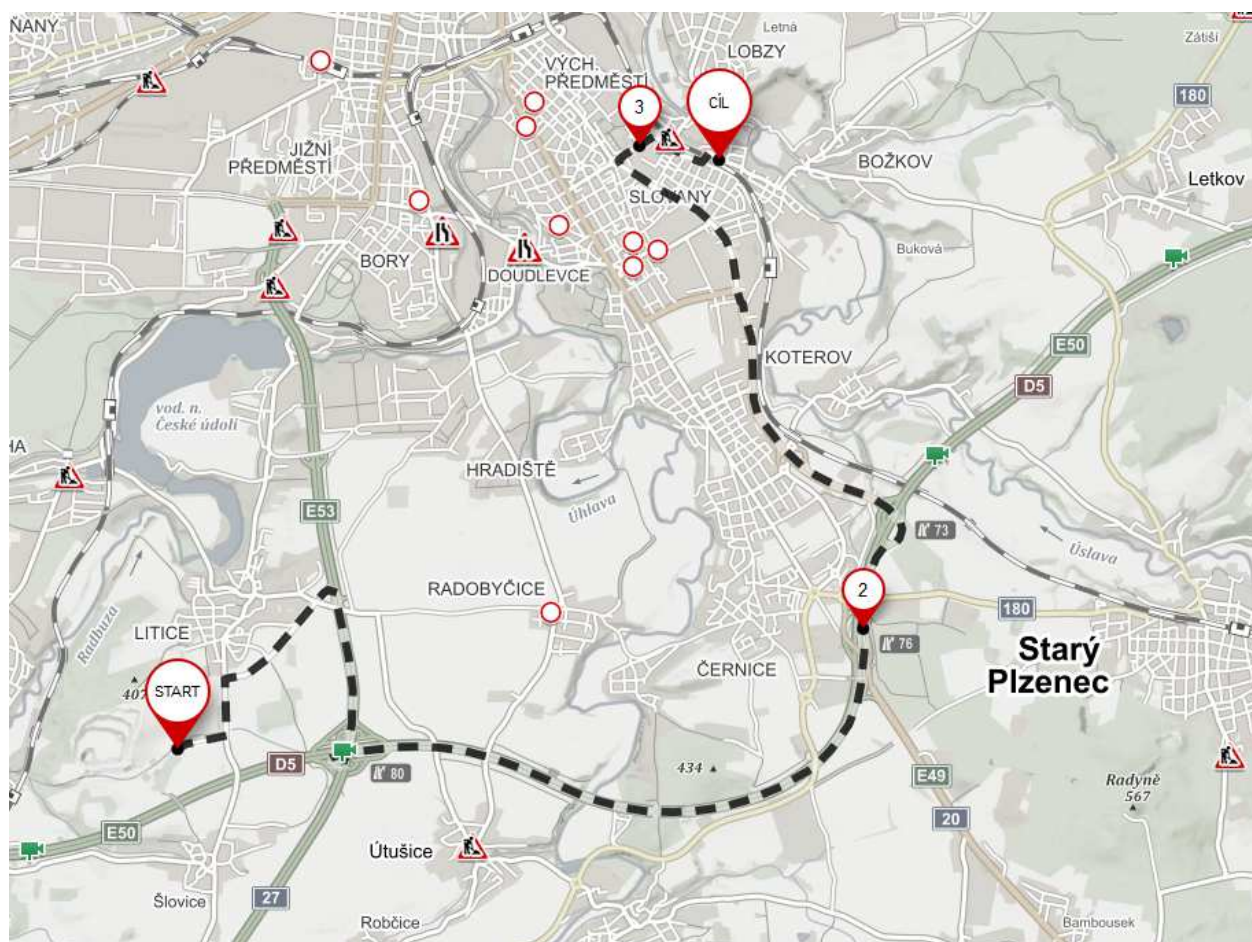 ŇANY
Letná
LOBZY
Zátiší
VÝCH.
PŘEDMĚSTÍ
3
CÍL
180
JIŽNÍ
PŘEDMĚSTÍ
BOŽKOV
Letkov
SLOVANY
Buková
BORY
DOUDLEVCE
E50
D5
KOTEROV
vod. n.
České údolí
HA
HRADIŠTĚ
E53
Úhlava
73
Úslava
2
RADOBYČICE
180
Radbuza
LITICE
76
Starý
Plzenec
ČERNICE
407
START
D5
80
434
E49
Radyně
567
20
E50
Útušice
27
Šlovice
Robčice
Bambousek